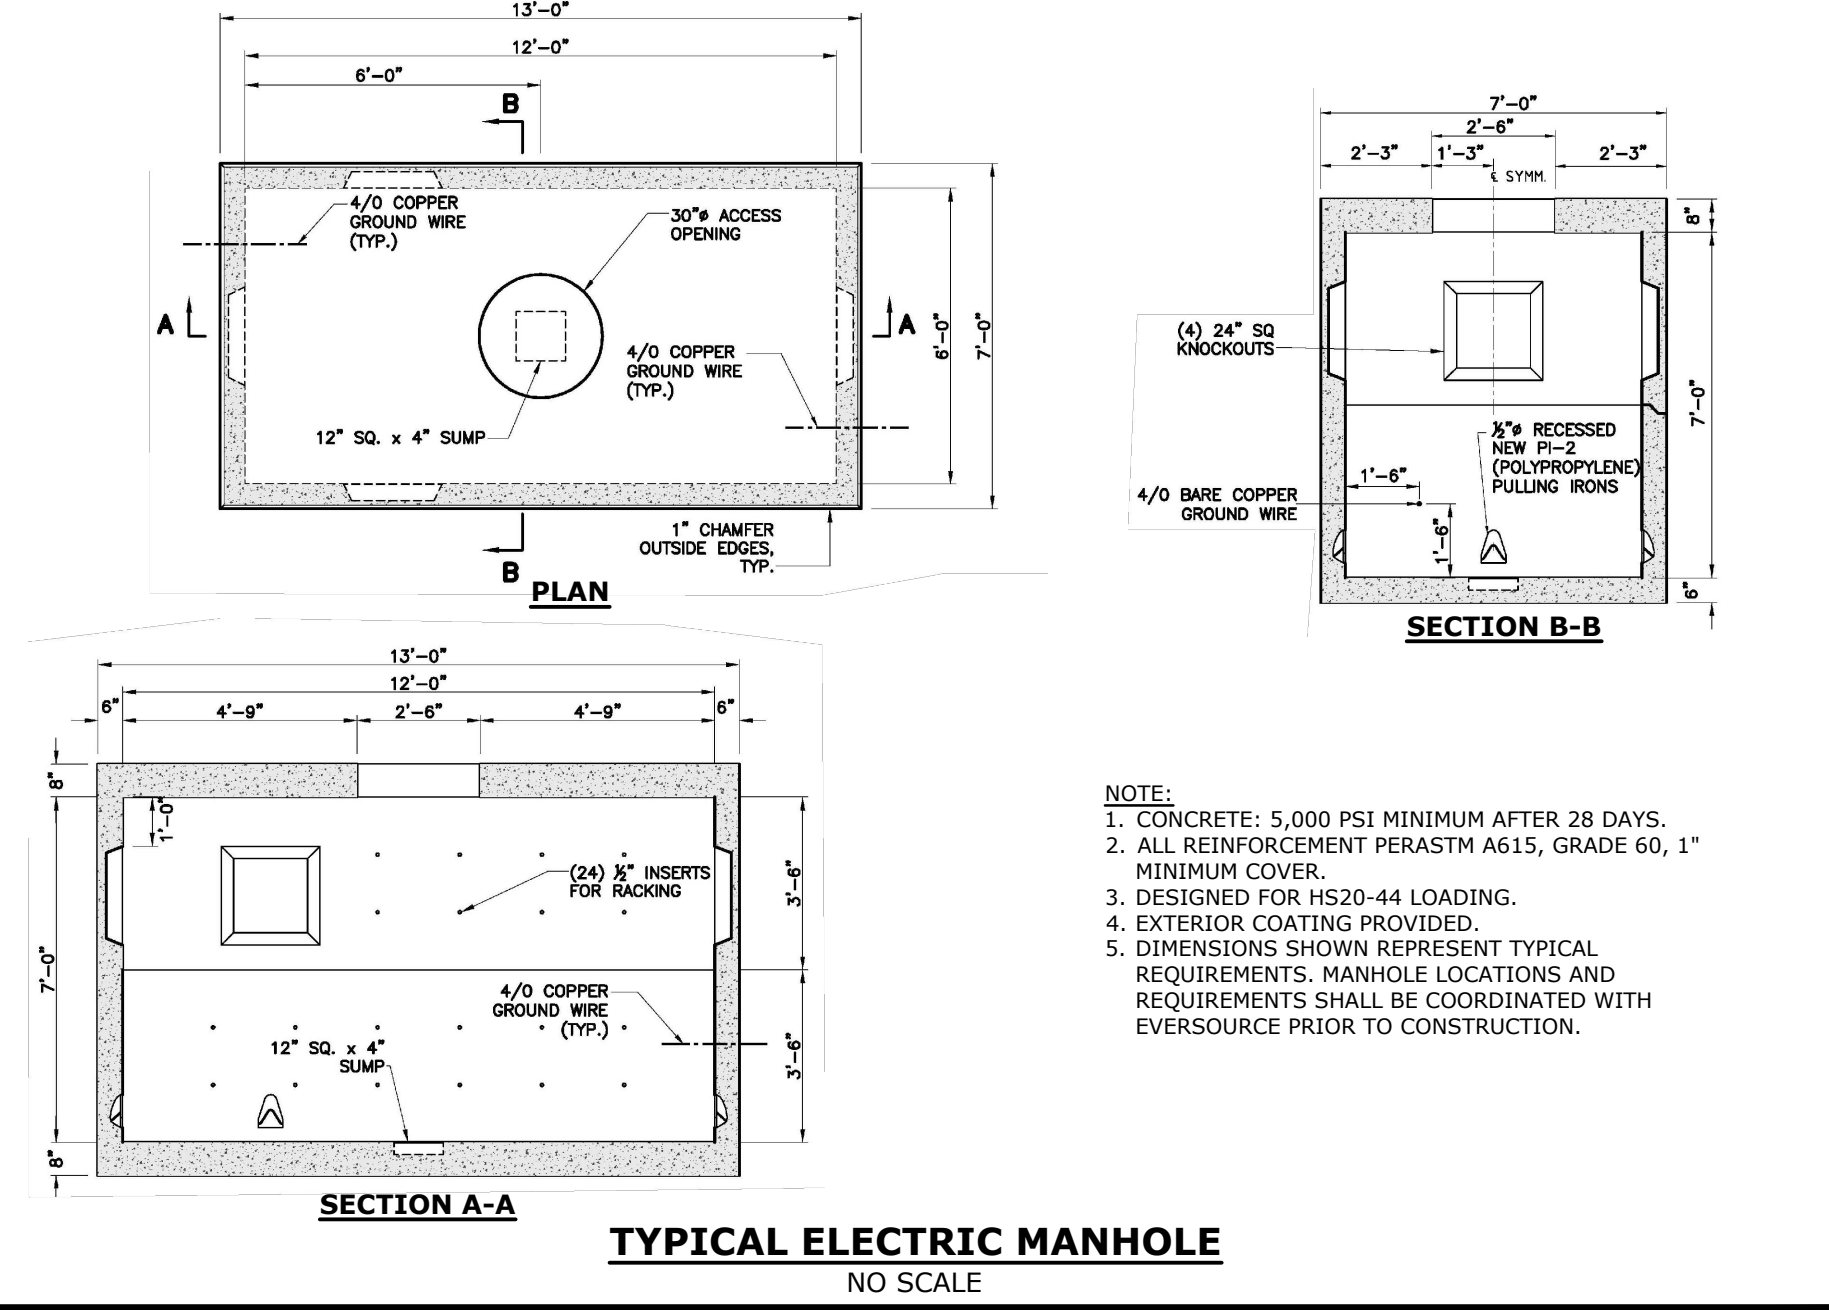 13'-0"
12'-0"
6'-0"
B
4/0 COPPER
GROUND WIRE
(TYP.)
30"ø ACCESS
OPENING
A
A
6'-0"
7'-0"
4/0 COPPER
GROUND WIRE
(TYP.)
12" SQ. x 4" SUMP
1" CHAMFER
OUTSIDE EDGES,
TYP.
B
PLAN
7'-0"
2'-6"
2'-3"
1'-3"
2'-3"
℄ SYMM.
8"
(4) 24" SQ
KNOCKOUTS
7'-0"
½"ø RECESSED
NEW PI-2
(POLYPROPYLENE)
PULLING IRONS
1'-6"
4/0 BARE COPPER
GROUND WIRE
1'-6"
6"
SECTION B-B
13'-0"
12'-0"
6"
4'-9"
2'-6"
4'-9"
6"
8"
1'-0"
(24) ½" INSERTS
FOR RACKING
3'-6"
7'-0"
4/0 COPPER
GROUND WIRE
(TYP.)
12" SQ. x 4"
SUMP
3'-6"
8"
SECTION A-A
NOTE:
1. CONCRETE: 5,000 PSI MINIMUM AFTER 28 DAYS.
2. ALL REINFORCEMENT PERASTM A615, GRADE 60, 1"
MINIMUM COVER.
3. DESIGNED FOR HS20-44 LOADING.
4. EXTERIOR COATING PROVIDED.
5. DIMENSIONS SHOWN REPRESENT TYPICAL
REQUIREMENTS. MANHOLE LOCATIONS AND
REQUIREMENTS SHALL BE COORDINATED WITH
EVERSOURCE PRIOR TO CONSTRUCTION.
TYPICAL ELECTRIC MANHOLE
NO SCALE